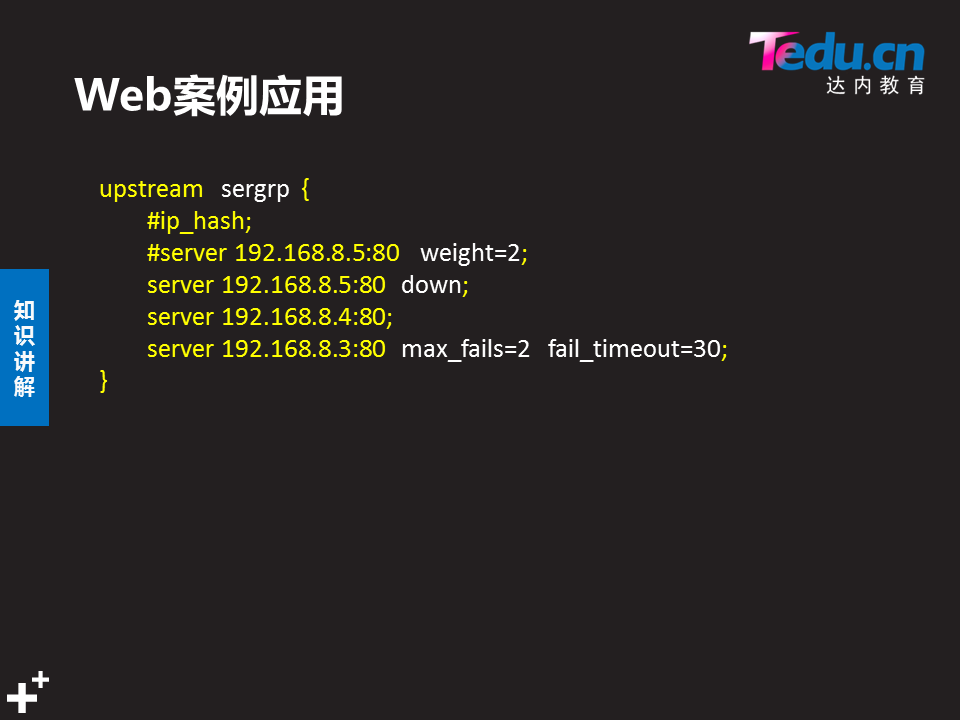 Tedu.cn
达内教育
Web案例应用
upstream sergrp {
#ip_hash;
#server 192.168.8.5:80 weight=2;
server 192.168.8.5:80 down;
server 192.168.8.4:80;
server 192.168.8.3:80 max_fails=2 fail_timeout=30;
}
知识讲解